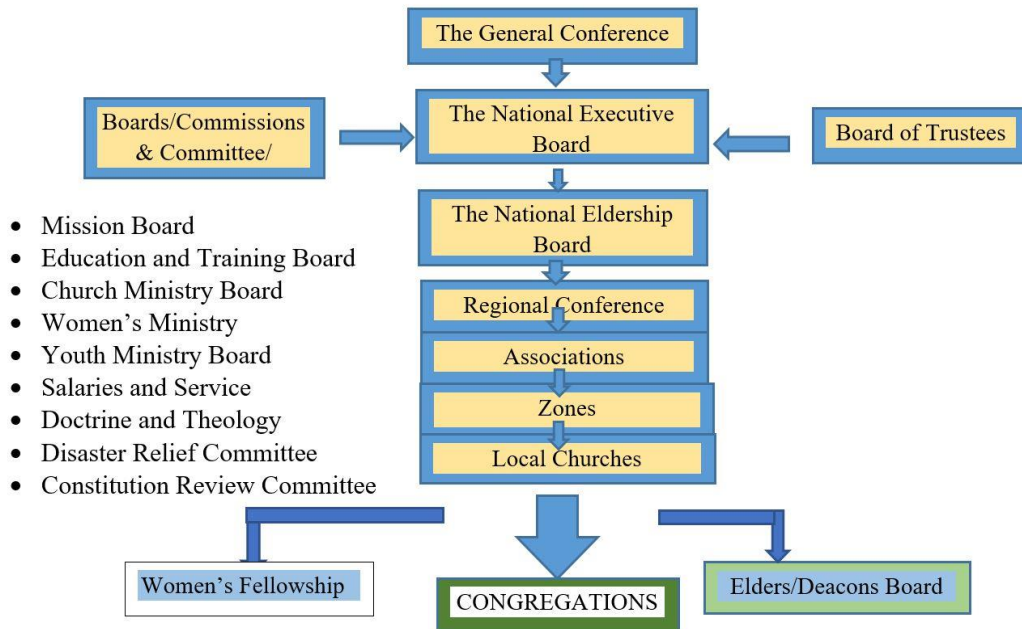 The General Conference
Boards/Commissions
& Committee/
The National Executive
Board
Board of Trustees
The National Eldership
Board
• Mission Board
• Education and Training Board
• Church Ministry Board
• Women’s Ministry
• Youth Ministry Board
• Salaries and Service
• Doctrine and Theology
• Disaster Relief Committee
• Constitution Review Committee
Regional Conference
Associations
Zones
Local Churches
Women’s Fellowship
CONGREGATIONS
Elders/Deacons Board